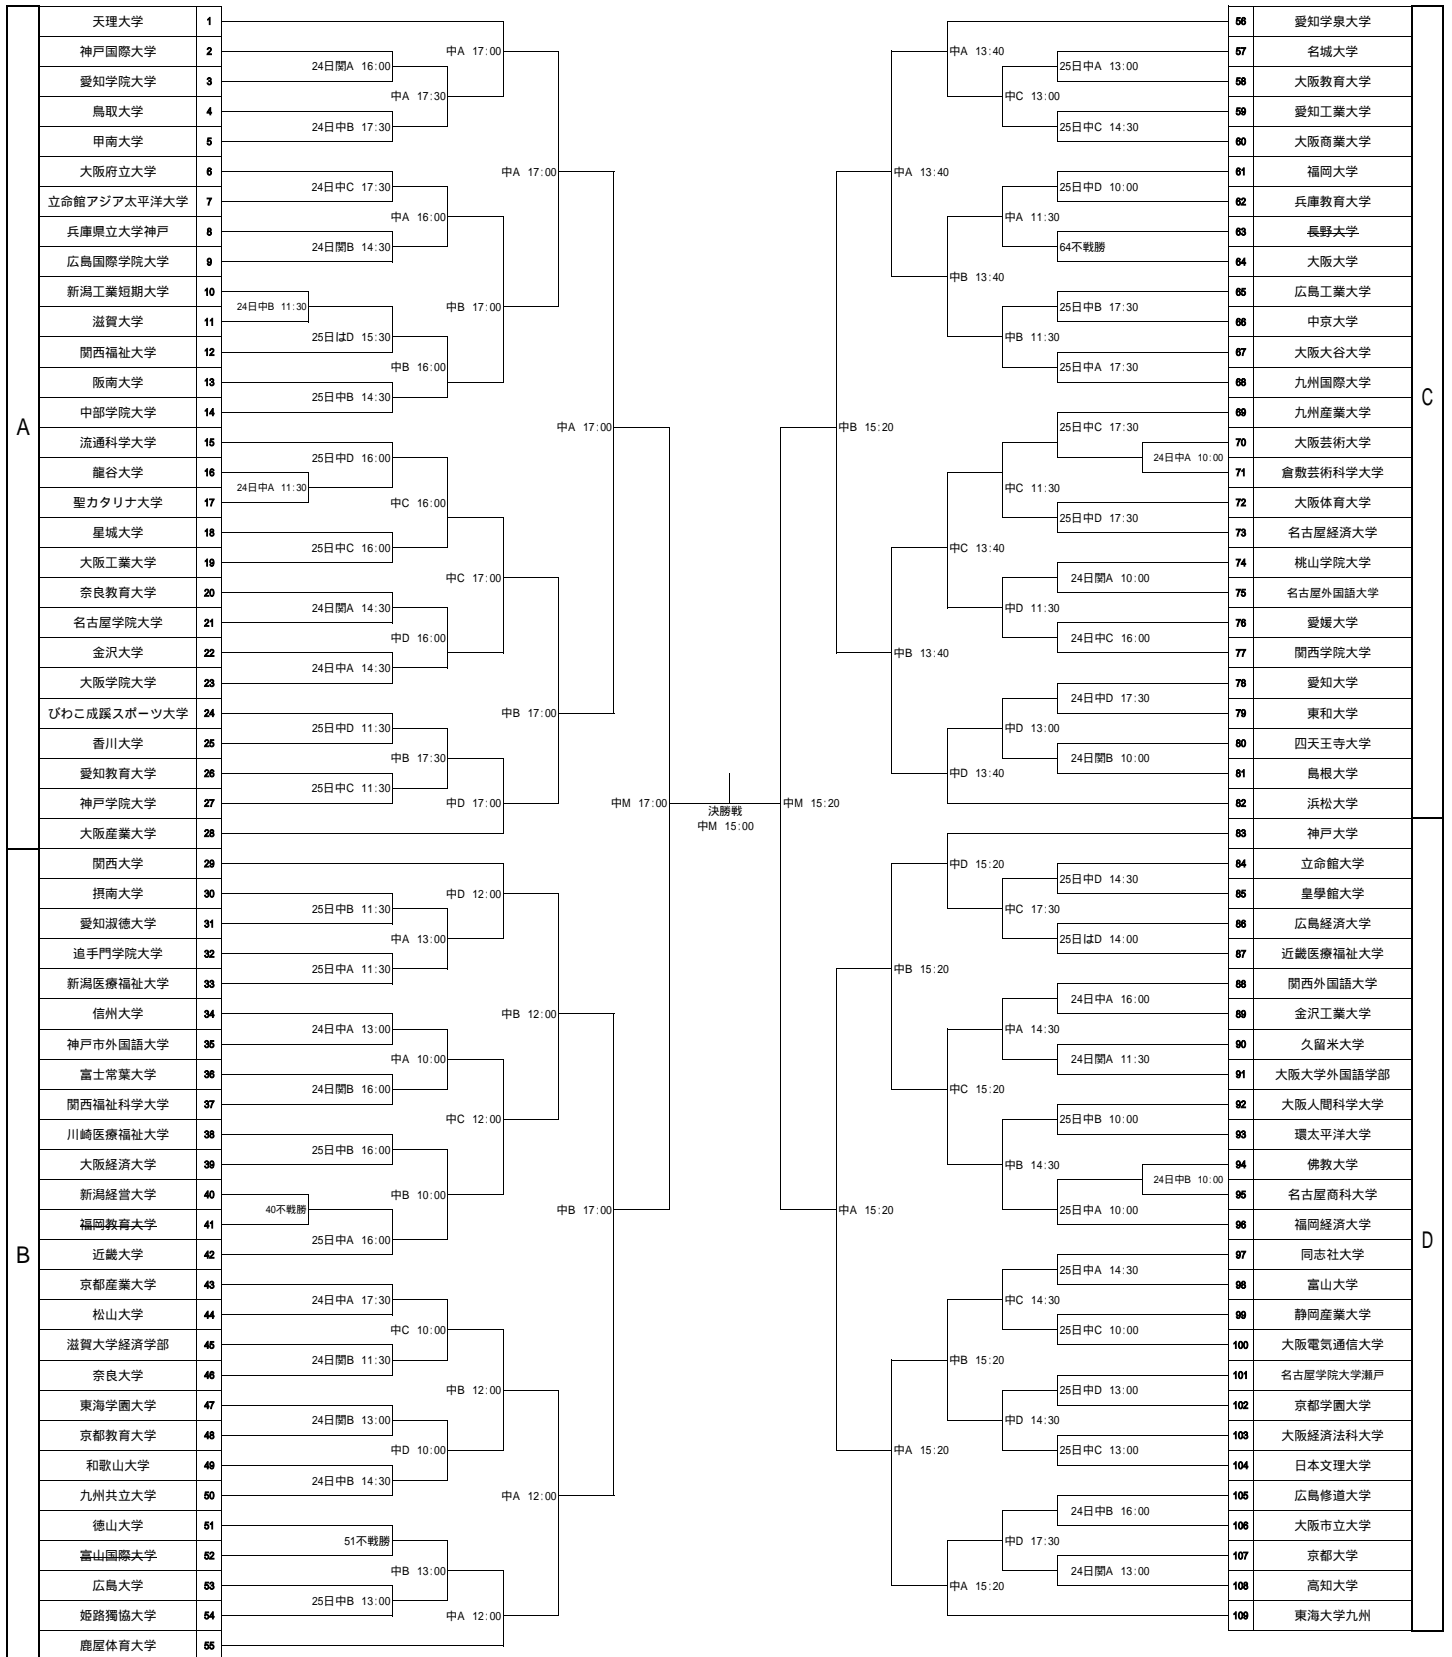 A
天理大学 1
神戸国際大学 2
愛知学院大学 3
鳥取大学 4
甲南大学 5
大阪府立大学 6
立命館アジア太平洋大学 7
兵庫県立大学神戸 8
広島国際学院大学 9
新潟工業短期大学 10
滋賀大学 11
関西福祉大学 12
阪南大学 13
中部学院大学 14
流通科学大学 15
龍谷大学 16
聖カタリナ大学 17
星城大学 18
大阪工業大学 19
奈良教育大学 20
名古屋学院大学 21
金沢大学 22
大阪学院大学 23
びわこ成蹊スポーツ大学 24
香川大学 25
愛知教育大学 26
神戸学院大学 27
大阪産業大学 28
B
関西大学 29
摂南大学 30
愛知淑徳大学 31
追手門学院大学 32
新潟医療福祉大学 33
信州大学 34
神戸市外国語大学 35
富士常葉大学 36
関西福祉科学大学 37
川崎医療福祉大学 38
大阪経済大学 39
新潟経営大学 40
福岡教育大学 41
近畿大学 42
京都産業大学 43
松山大学 44
滋賀大学経済学部 45
奈良大学 46
東海学園大学 47
京都教育大学 48
和歌山大学 49
九州共立大学 50
徳山大学 51
富山国際大学 52
広島大学 53
姫路獨協大学 54
鹿屋体育大学 55
24日中B 11:30
24日中A 11:30
40不戦勝
24日関A 16:00
24日中B 17:30
24日中C 17:30
24日関B 14:30
25日はD 15:30
25日中B 14:30
25日中D 16:00
25日中C 16:00
24日関A 14:30
24日中A 14:30
25日中D 11:30
25日中C 11:30
25日中B 11:30
25日中A 11:30
24日中A 13:00
24日関B 16:00
25日中B 16:00
25日中A 16:00
24日中A 17:30
24日関B 11:30
24日関B 13:00
24日中B 14:30
51不戦勝
25日中B 13:00
中A 17:30
中A 16:00
中B 16:00
中C 16:00
中D 16:00
中B 17:30
中A 13:00
中A 10:00
中B 10:00
中C 10:00
中D 10:00
中B 13:00
中A 17:00
中B 17:00
中C 17:00
中D 17:00
中D 12:00
中C 12:00
中B 12:00
中A 12:00
中A 17:00
中B 17:00
中B 12:00
中A 12:00
中A 17:00
中B 17:00
中M 17:00
決勝戦
中M 15:00
中M 15:20
中B 15:20
中A 15:20
中A 13:40
中B 13:40
中B 15:20
中A 15:20
中A 13:40
中B 13:40
中C 13:40
中D 13:40
中D 15:20
中C 15:20
中B 15:20
中A 15:20
中C 13:00
中A 11:30
中B 11:30
中C 11:30
中D 11:30
中D 13:00
中C 17:30
中A 14:30
中B 14:30
中C 14:30
中D 14:30
中D 17:30
25日中A 13:00
25日中C 14:30
25日中D 10:00
64不戦勝
25日中B 17:30
25日中A 17:30
25日中C 17:30
25日中D 17:30
24日関A 10:00
24日中C 16:00
24日中D 17:30
24日関B 10:00
25日中D 14:30
25日はD 14:00
24日中A 16:00
24日関A 11:30
25日中B 10:00
25日中A 10:00
25日中A 14:30
25日中C 10:00
25日中D 13:00
25日中C 13:00
24日中B 16:00
24日関A 13:00
24日中A 10:00
24日中B 10:00
C
56 愛知学泉大学
57 名城大学
58 大阪教育大学
59 愛知工業大学
60 大阪商業大学
61 福岡大学
62 兵庫教育大学
63 長野大学
64 大阪大学
65 広島工業大学
66 中京大学
67 大阪大谷大学
68 九州国際大学
69 九州産業大学
70 大阪芸術大学
71 倉敷芸術科学大学
72 大阪体育大学
73 名古屋経済大学
74 桃山学院大学
75 名古屋外国語大学
76 愛媛大学
77 関西学院大学
78 愛知大学
79 東和大学
80 四天王寺大学
81 島根大学
82 浜松大学
D
83 神戸大学
84 立命館大学
85 皇學館大学
86 広島経済大学
87 近畿医療福祉大学
88 関西外国語大学
89 金沢工業大学
90 久留米大学
91 大阪大学外国語学部
92 大阪人間科学大学
93 環太平洋大学
94 佛教大学
95 名古屋商科大学
96 福岡経済大学
97 同志社大学
98 富山大学
99 静岡産業大学
100 大阪電気通信大学
101 名古屋学院大学瀬戸
102 京都学園大学
103 大阪経済法科大学
104 日本文理大学
105 広島修道大学
106 大阪市立大学
107 京都大学
108 高知大学
109 東海大学九州